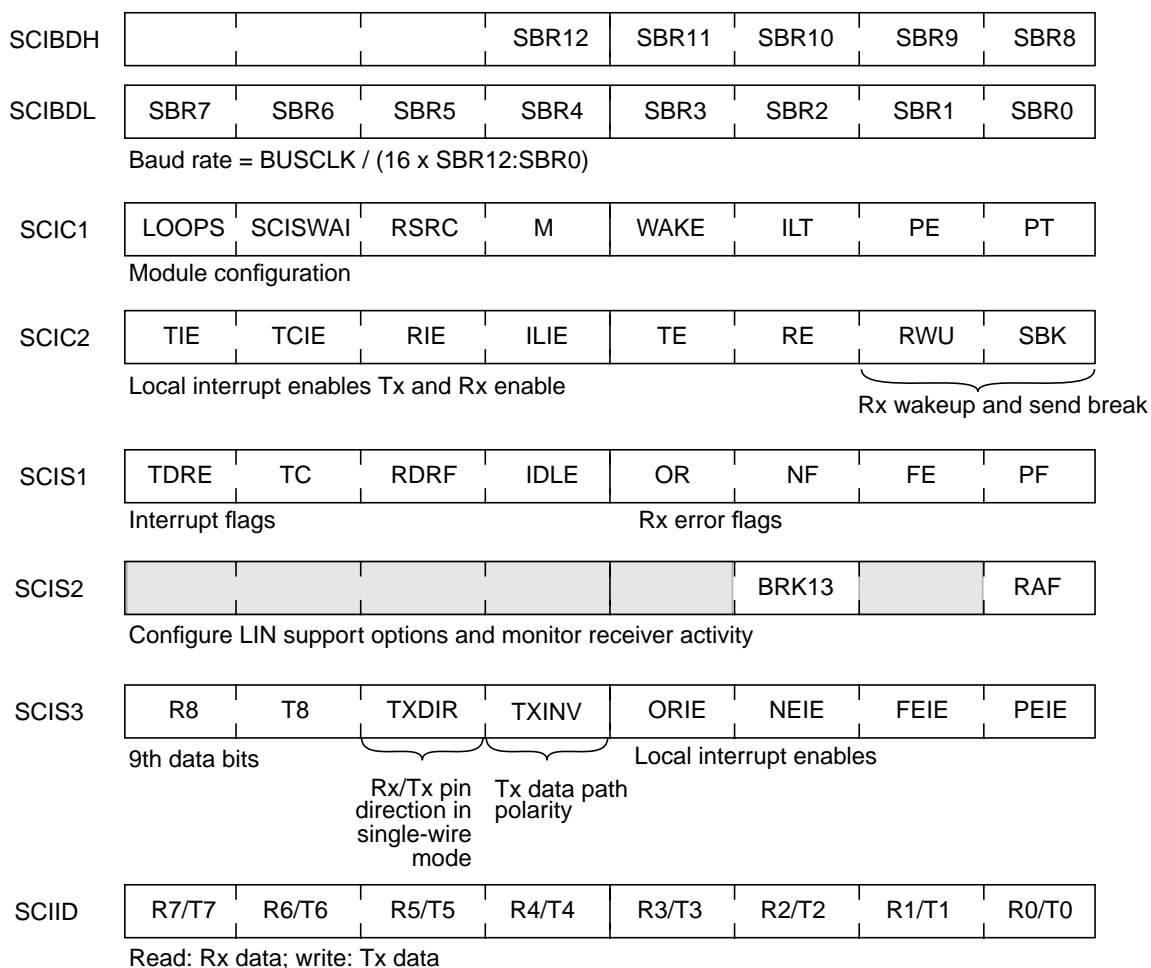 SCIBDH SBR12 SBR11 SBR10 SBR9 SBR8
SCIBDL SBR7 SBR6 SBR5 SBR4 SBR3 SBR2 SBR1 SBR0
Baud rate = BUSCLK / (16 x SBR12:SBR0)
SCIC1 LOOPS SCISWAI RSRC M WAKE ILT PE PT
Module configuration
SCIC2 TIE TCIE RIE ILIE TE RE RWU SBK
Local interrupt enables Tx and Rx enable
Rx wakeup and send break
SCIS1 TDRE TC RDRF IDLE OR NF FE PF
Interrupt flags Rx error flags
SCIS2 BRK13 RAF
Configure LIN support options and monitor receiver activity
SCIS3 R8 T8 TXDIR TXINV ORIE NEIE FEIE PEIE
9th data bits Local interrupt enables
Rx/Tx pin Tx data path
direction in polarity
single-wire
mode
SCIID R7/T7 R6/T6 R5/T5 R4/T4 R3/T3 R2/T2 R1/T1 R0/T0
Read: Rx data; write: Tx data